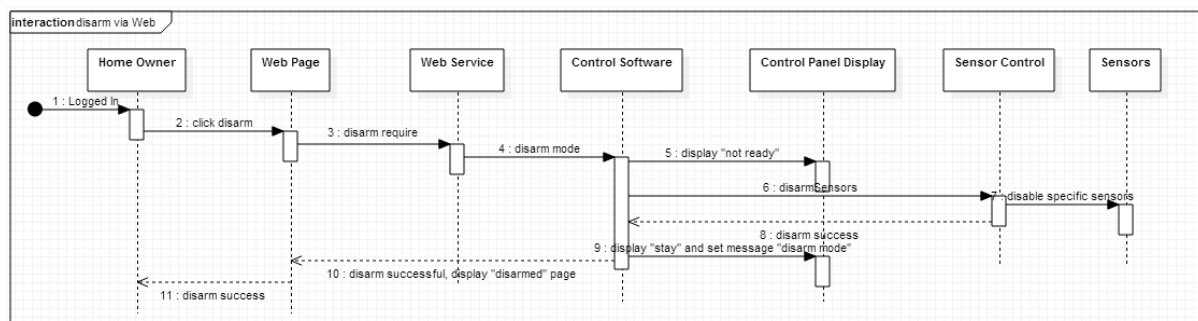 interaction disarm via Web
Home Owner
Web Page
Web Service
Control Software
Control Panel Display
Sensor Control
Sensors
1 : Logged In
2 : click disarm
3 : disarm require
4 : disarm mode
5 : display "not ready"
6 : disarmSensors
7 : disable specific sensors
8 : disarm success
9 : display "stay" and set message "disarm mode"
10 : disarm successful, display "disarmed" page
11 : disarm success